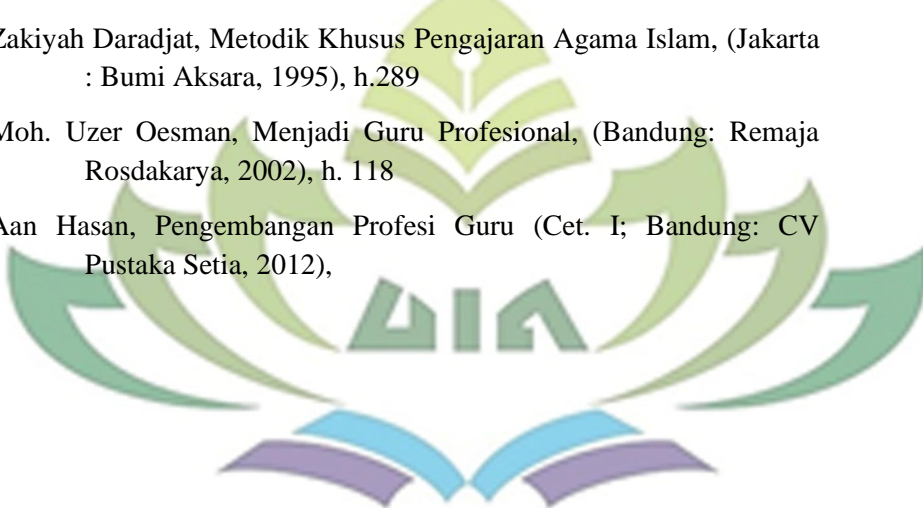 Zakiyah Daradjat, Metodik Khusus Pengajaran Agama Islam, (Jakarta
: Bumi Aksara, 1995), h.289
Moh. Uzer Oesman, Menjadi Guru Profesional, (Bandung: Remaja
Rosdakarya, 2002), h. 118
Aan Hasan, Pengembangan Profesi Guru (Cet. I; Bandung: CV
Pustaka Setia, 2012),
UIN